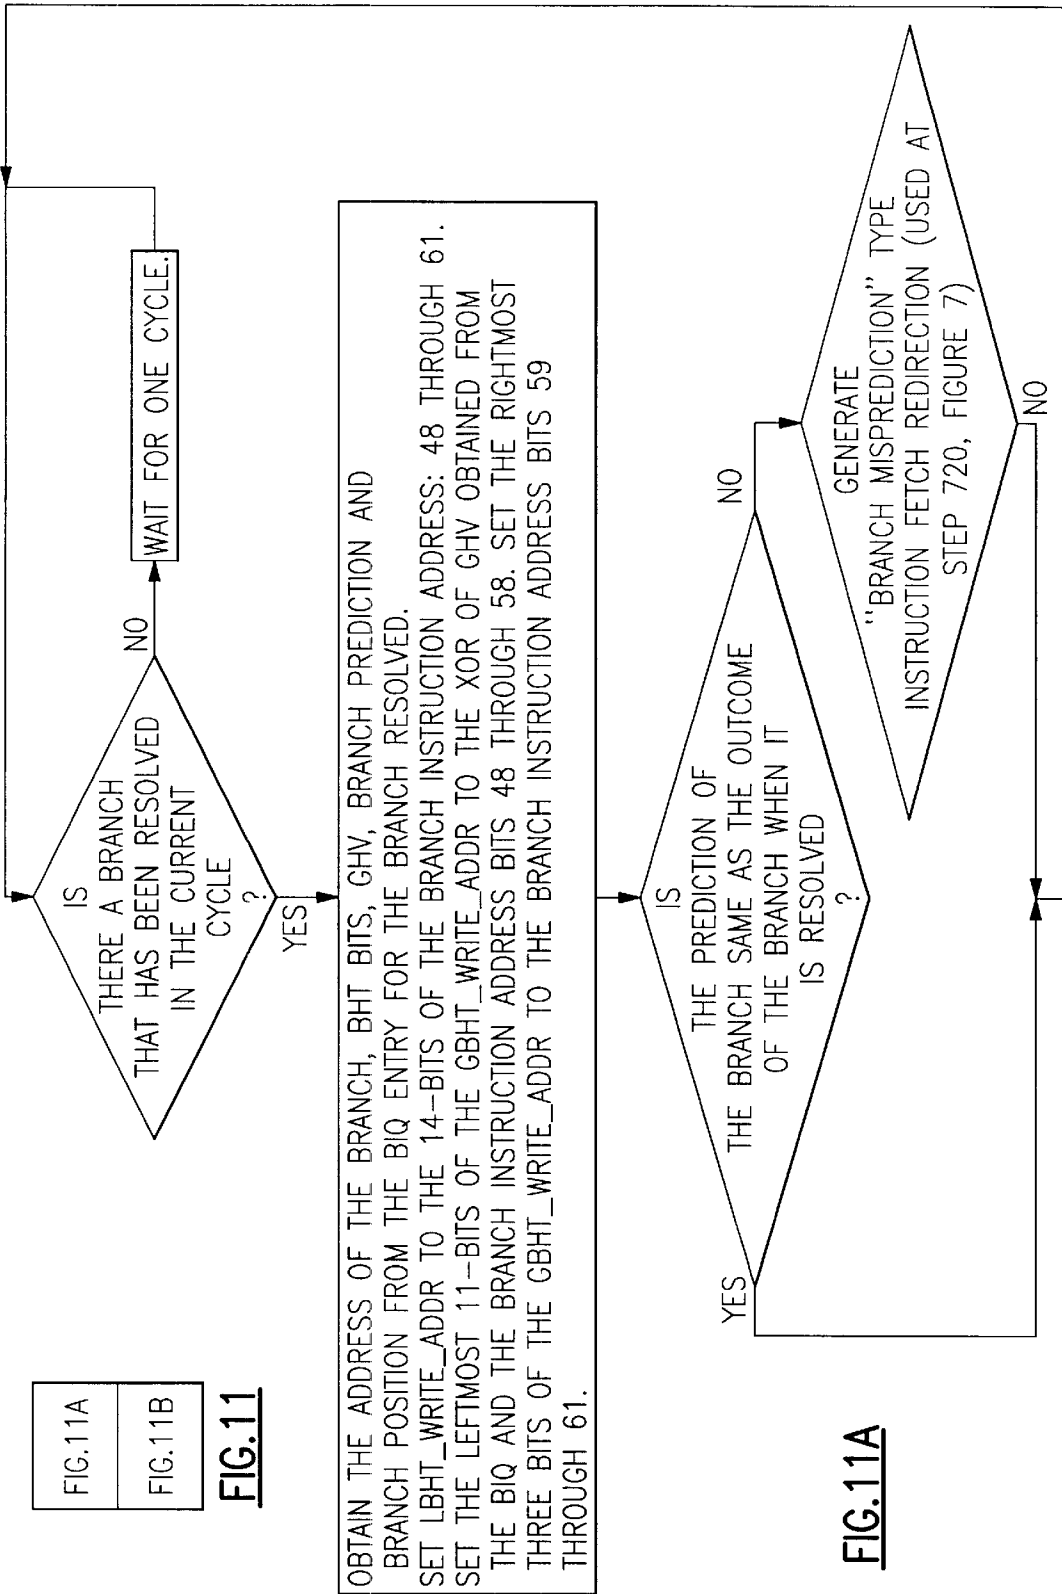 FIG.11A
FIG.11B
FIG.11
IS
THERE A BRANCH
THAT HAS BEEN RESOLVED
IN THE CURRENT
CYCLE
?
NO
WAIT FOR ONE CYCLE.
YES
OBTAIN THE ADDRESS OF THE BRANCH, BHT BITS, GHV, BRANCH PREDICTION AND
BRANCH POSITION FROM THE BIQ ENTRY FOR THE BRANCH RESOLVED.
SET LBHT_WRITE_ADDR TO THE 14-BITS OF THE BRANCH INSTRUCTION ADDRESS: 48 THROUGH 61.
SET THE LEFTMOST 11-BITS OF THE GBHT_WRITE_ADDR TO THE XOR OF GHV OBTAINED FROM
THE BIQ AND THE BRANCH INSTRUCTION ADDRESS BITS 48 THROUGH 58. SET THE RIGHTMOST
THREE BITS OF THE GBHT_WRITE_ADDR TO THE BRANCH INSTRUCTION ADDRESS BITS 59
THROUGH 61.
IS
THE PREDICTION OF
THE BRANCH SAME AS THE OUTCOME
OF THE BRANCH WHEN IT
IS RESOLVED
?
YES
NO
GENERATE
"BRANCH MISPREDICTION" TYPE
INSTRUCTION FETCH REDIRECTION (USED AT
STEP 720, FIGURE 7)
NO
FIG.11A